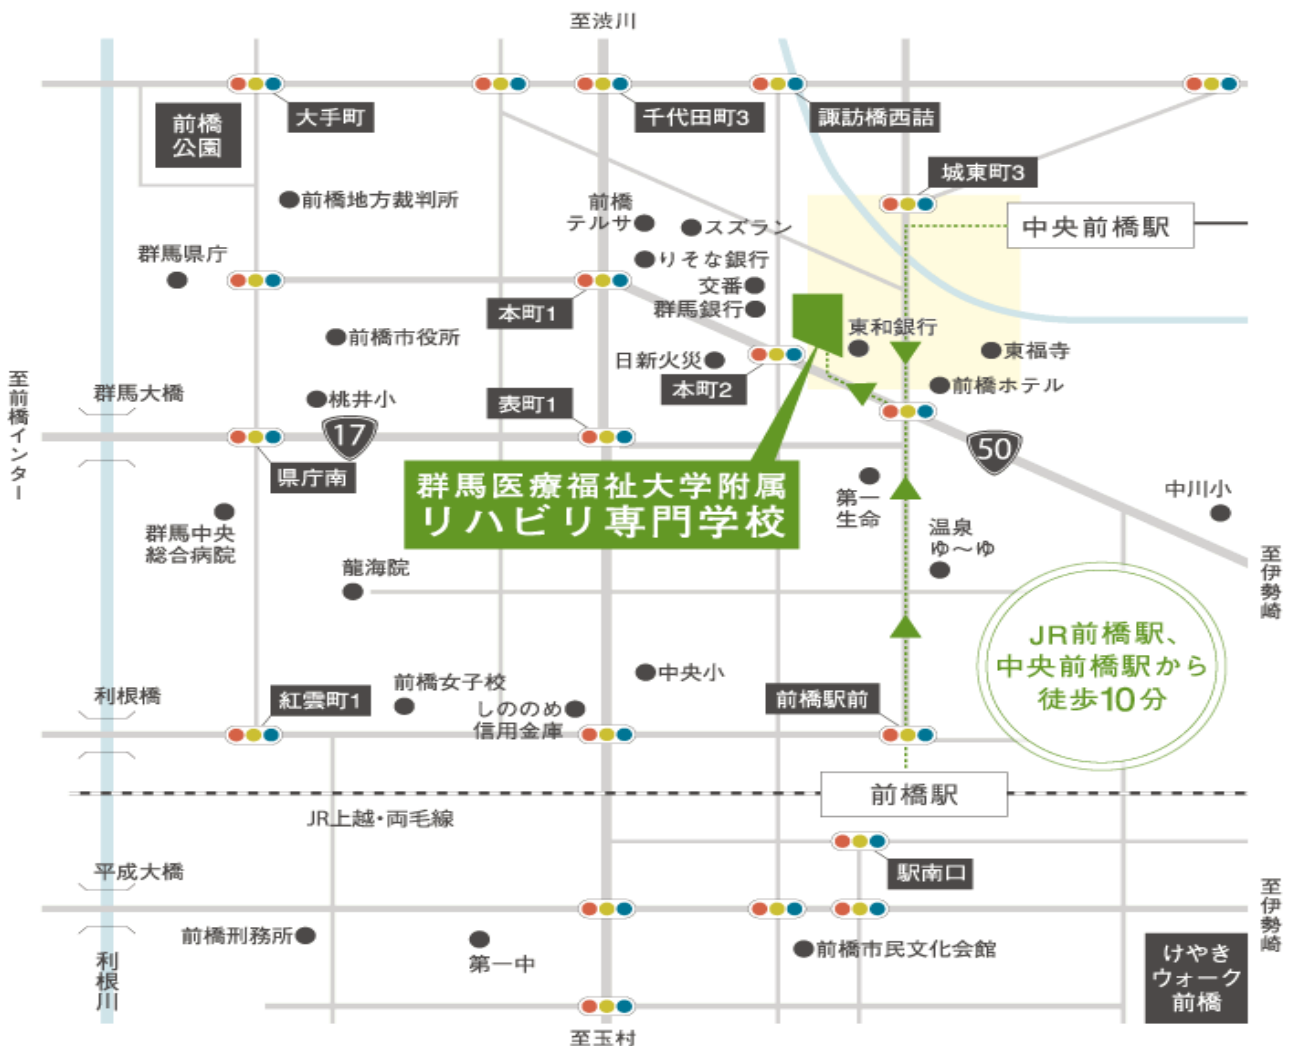 至渋川
大手町
千代田町3
諏訪橋西詰
前橋
公園
城東町3
前橋地方裁判所
前橋
テルサ
スズラン
中央前橋駅
群馬県庁
りそな銀行
交番
群馬銀行
本町1
前橋市役所
東和銀行
東福寺
日新火災
本町2
前橋ホテル
至前橋インター
群馬大橋
桃井小
表町1
17
50
県庁南
群馬医療福祉大学附属
リハビリ専門学校
第一
生命
中川小
群馬中央
総合病院
温泉
ゆ〜ゆ
龍海院
至伊勢崎
JR前橋駅、
中央前橋駅から
徒歩10分
中央小
利根橋
紅雲町1
前橋女子校
しののめ
信用金庫
前橋駅前
前橋駅
JR上越・両毛線
平成大橋
駅南口
至伊勢崎
前橋刑務所
第一中
前橋市民文化会館
利根川
けやき
ウォーク
前橋
至玉村